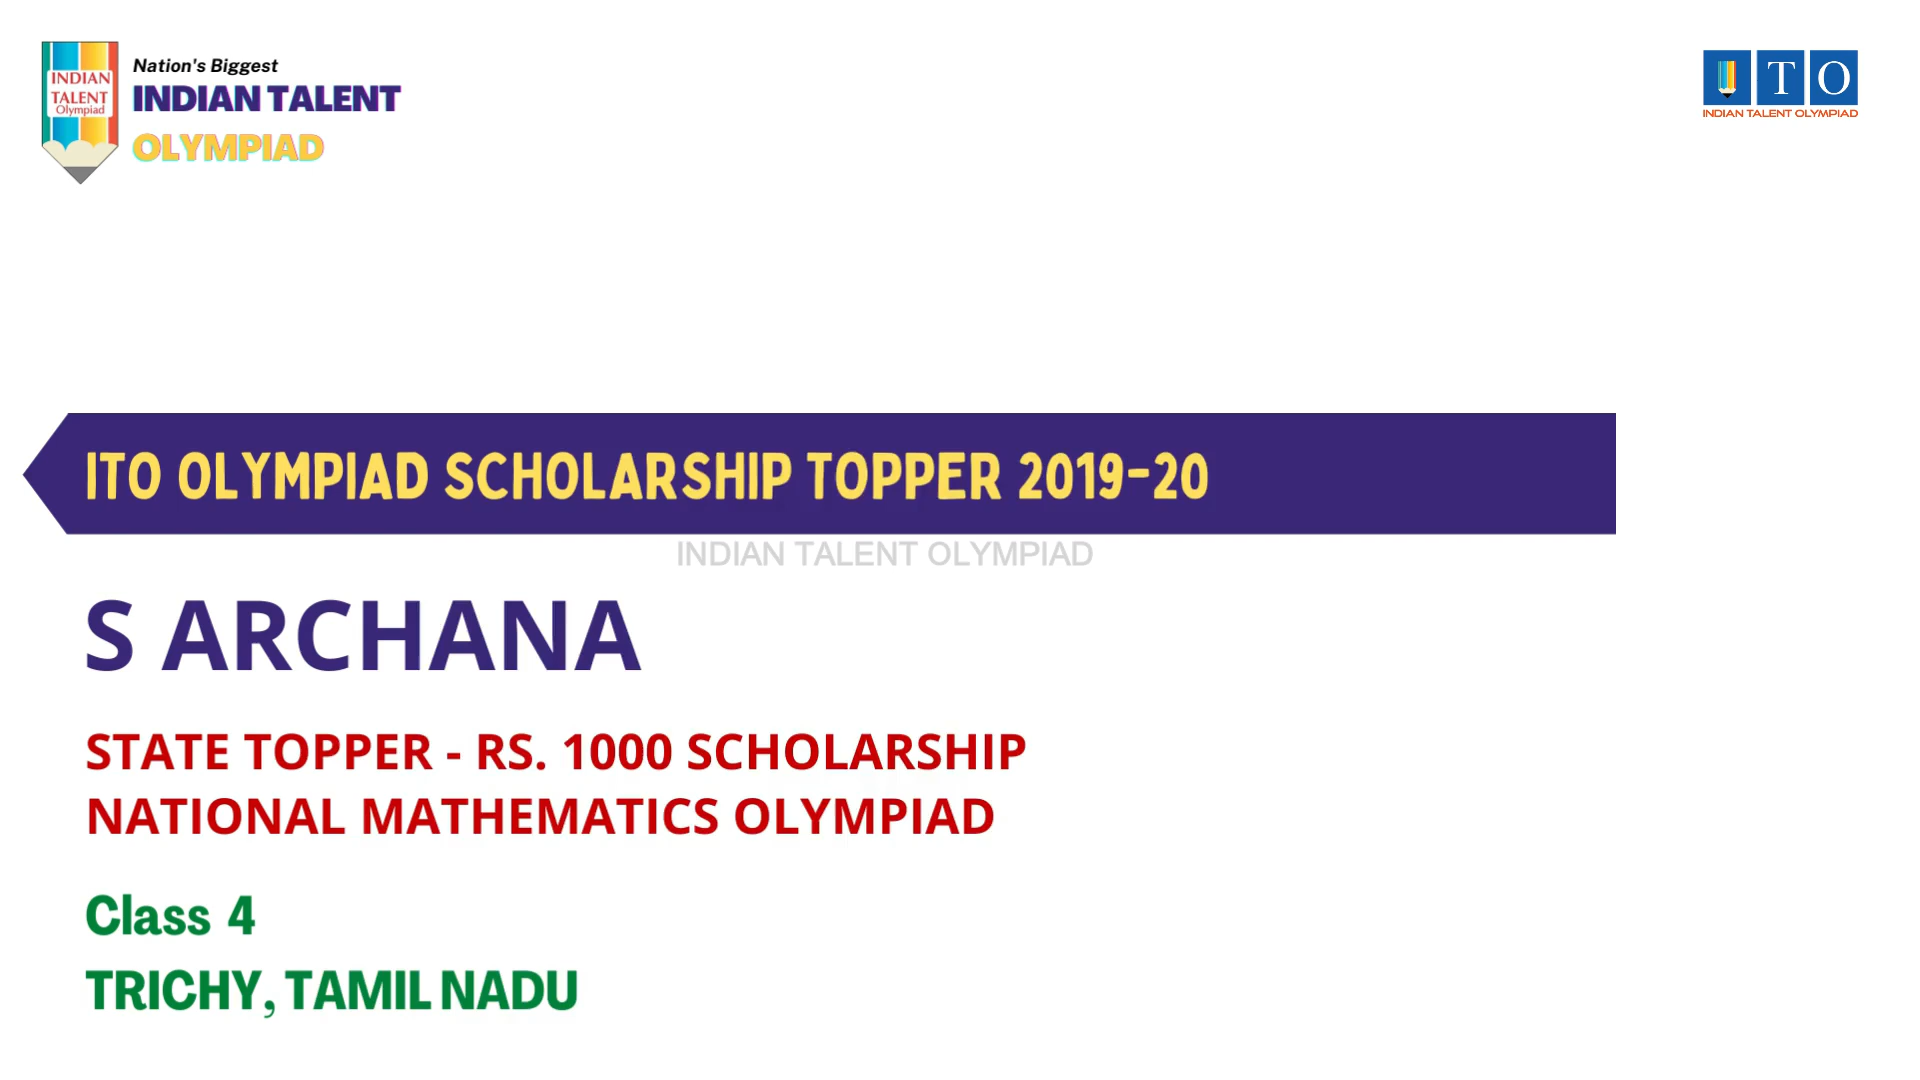 INDIAN
TALENT
Olympiad
Nation's Biggest
INDIAN TALENT
OLYMPIAD
TO
INDIAN TALENT OLYMPIAD
ITO OLYMPIAD SCHOLARSHIP TOPPER 2019-20
INDIAN TALENT OLYMPIAD
S ARCHANA
STATE TOPPER - RS. 1000 SCHOLARSHIP
NATIONAL MATHEMATICS OLYMPIAD
Class 4
TRICHY, TAMIL NADU